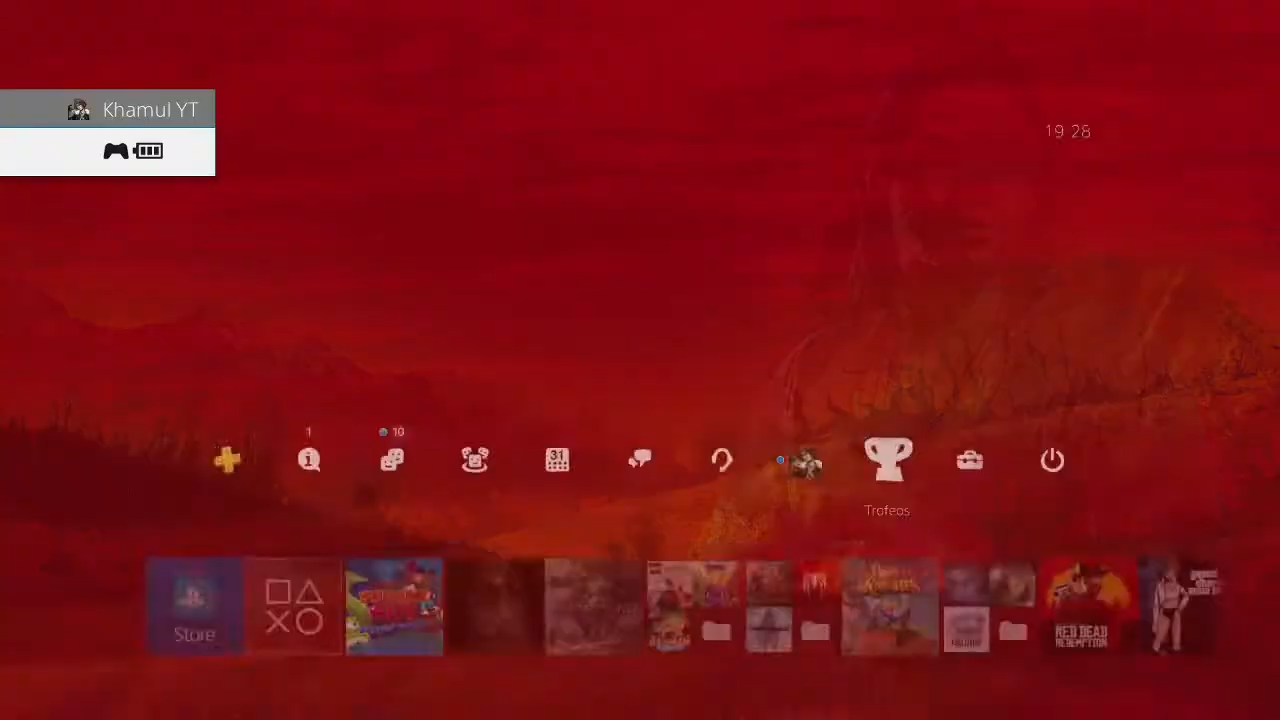 Khamul YT
19 28
1
10
31
Trofeos
Store
RED DEAD
REDEMPTION